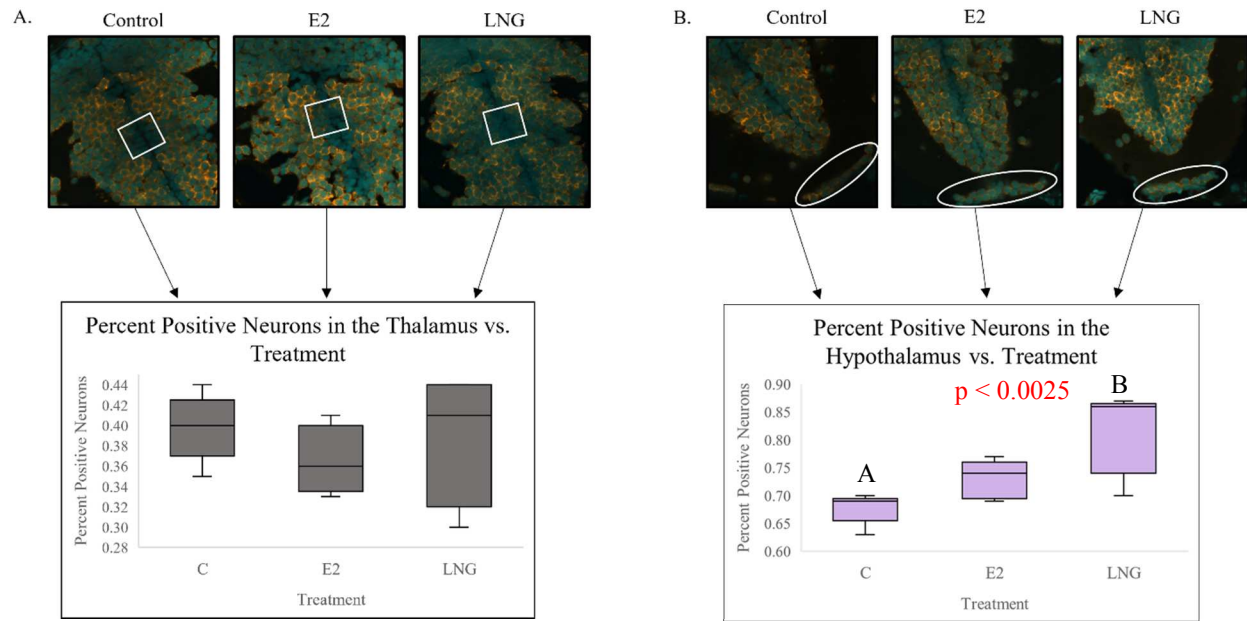 A.
Control
E2
LNG
Percent Positive Neurons in the Thalamus vs.
Treatment
Percent Positive Neurons
0.44
0.42
0.40
0.38
0.36
0.34
0.32
0.30
0.28
C
E2
LNG
Treatment
B.
Control
E2
LNG
Percent Positive Neurons in the
Hypothalamus vs. Treatment
p < 0.0025
Percent Positive Neurons
0.90
0.85
0.80
0.75
0.70
0.65
0.60
A
B
C
E2
LNG
Treatment